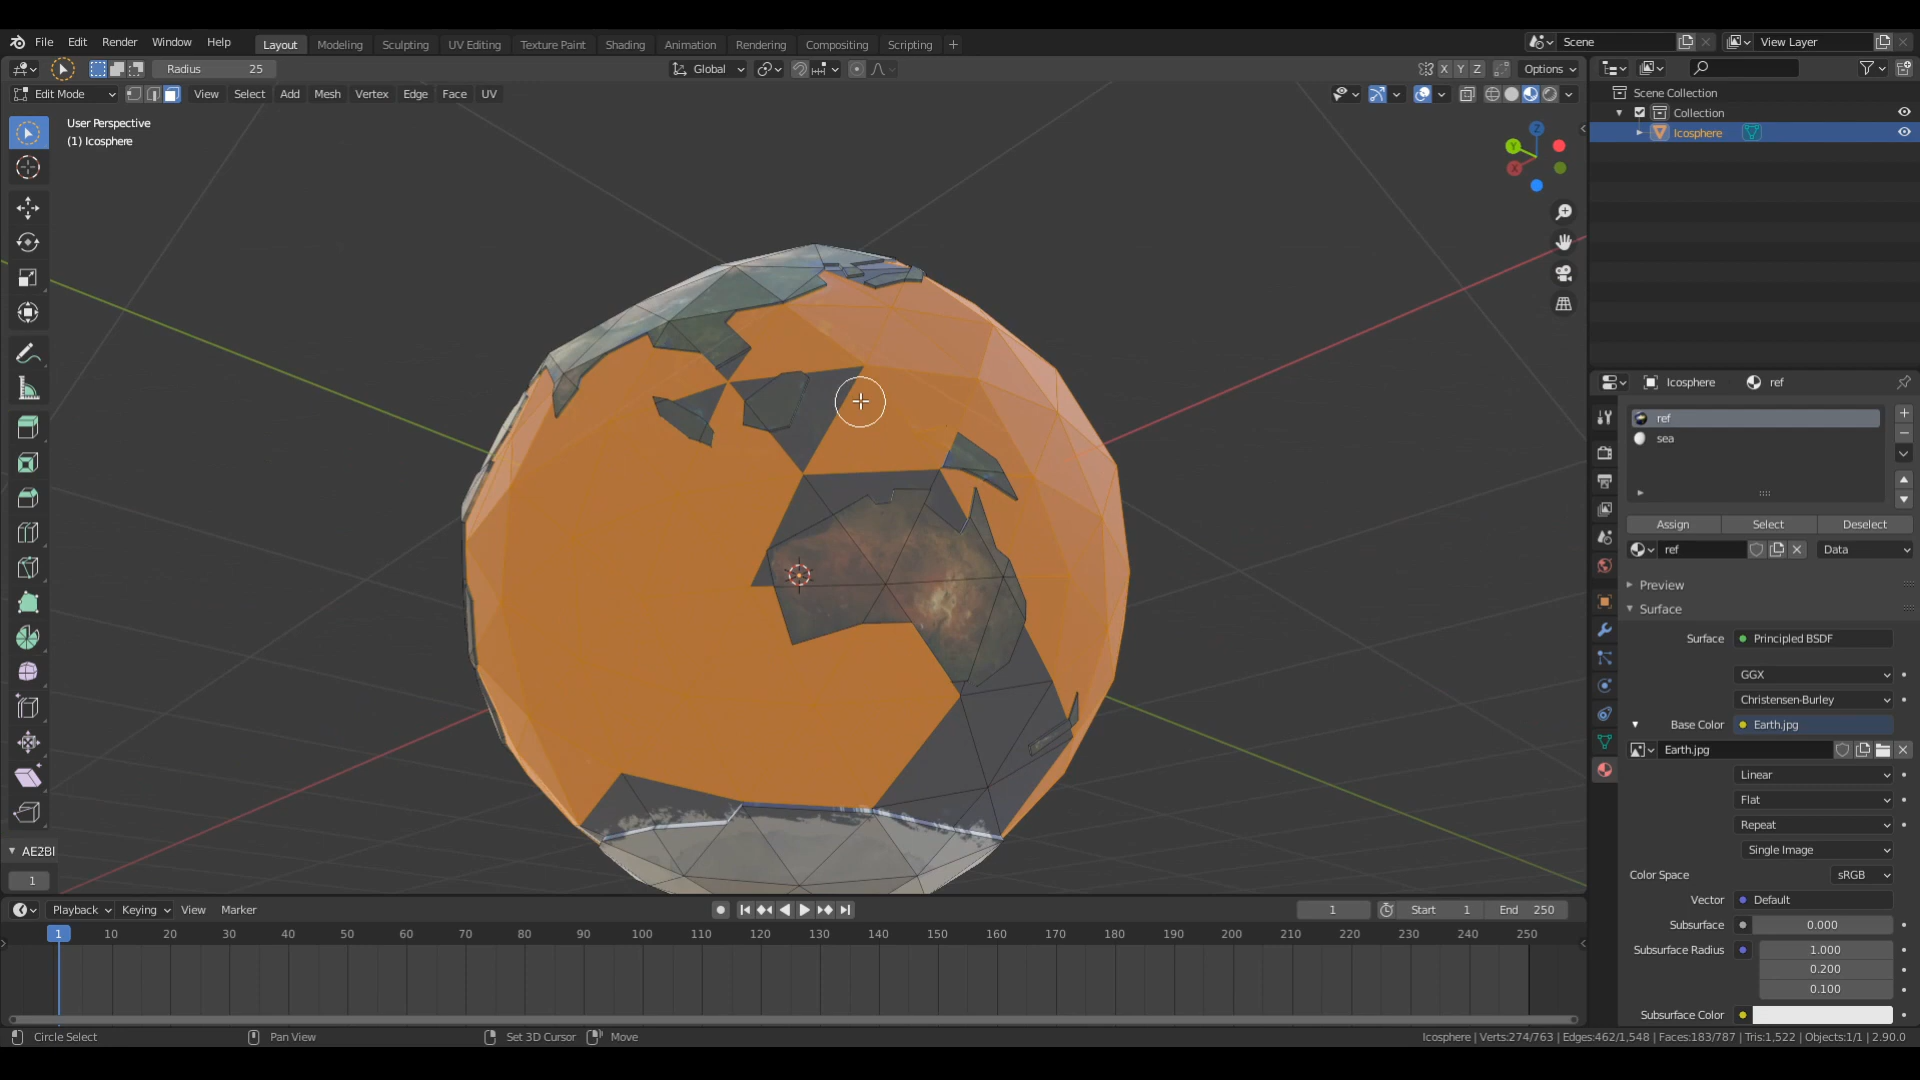 File Edit Render Window Help Layout Modeling Sculpting UV Editing Texture Paint Shading Animation Rendering Compositing Scripting + Scene View Layer
Radius 25 Global X Y Z Options
Edit Mode View Select Add Mesh Vertex Edge Face UV
User Perspective
(1) Icosphere
Z
Y
X
AE2Bl
1
Scene Collection
Collection
Icosphere
Icosphere ref
ref
sea
Assign Select Deselect
ref Data
Preview
Surface
Surface Principled BSDF
GGX
Christensen-Burley
Base Color Earth.jpg
Earth.jpg
Linear
Flat
Repeat
Single Image
Color Space sRGB
Vector Default
Subsurface 0.000
Subsurface Radius 1.000
0.200
0.100
Subsurface Color
Playback Keying View Marker 1 Start 1 End 250
1 10 20 30 40 50 60 70 80 90 100 110 120 130 140 150 160 170 180 190 200 210 220 230 240 250
Circle Select Pan View Set 3D Cursor Move Icosphere | Verts:274/763 | Edges:462/1,548 | Faces:183/787 | Tris:1,522 | Objects:1/1 | 2.90.0